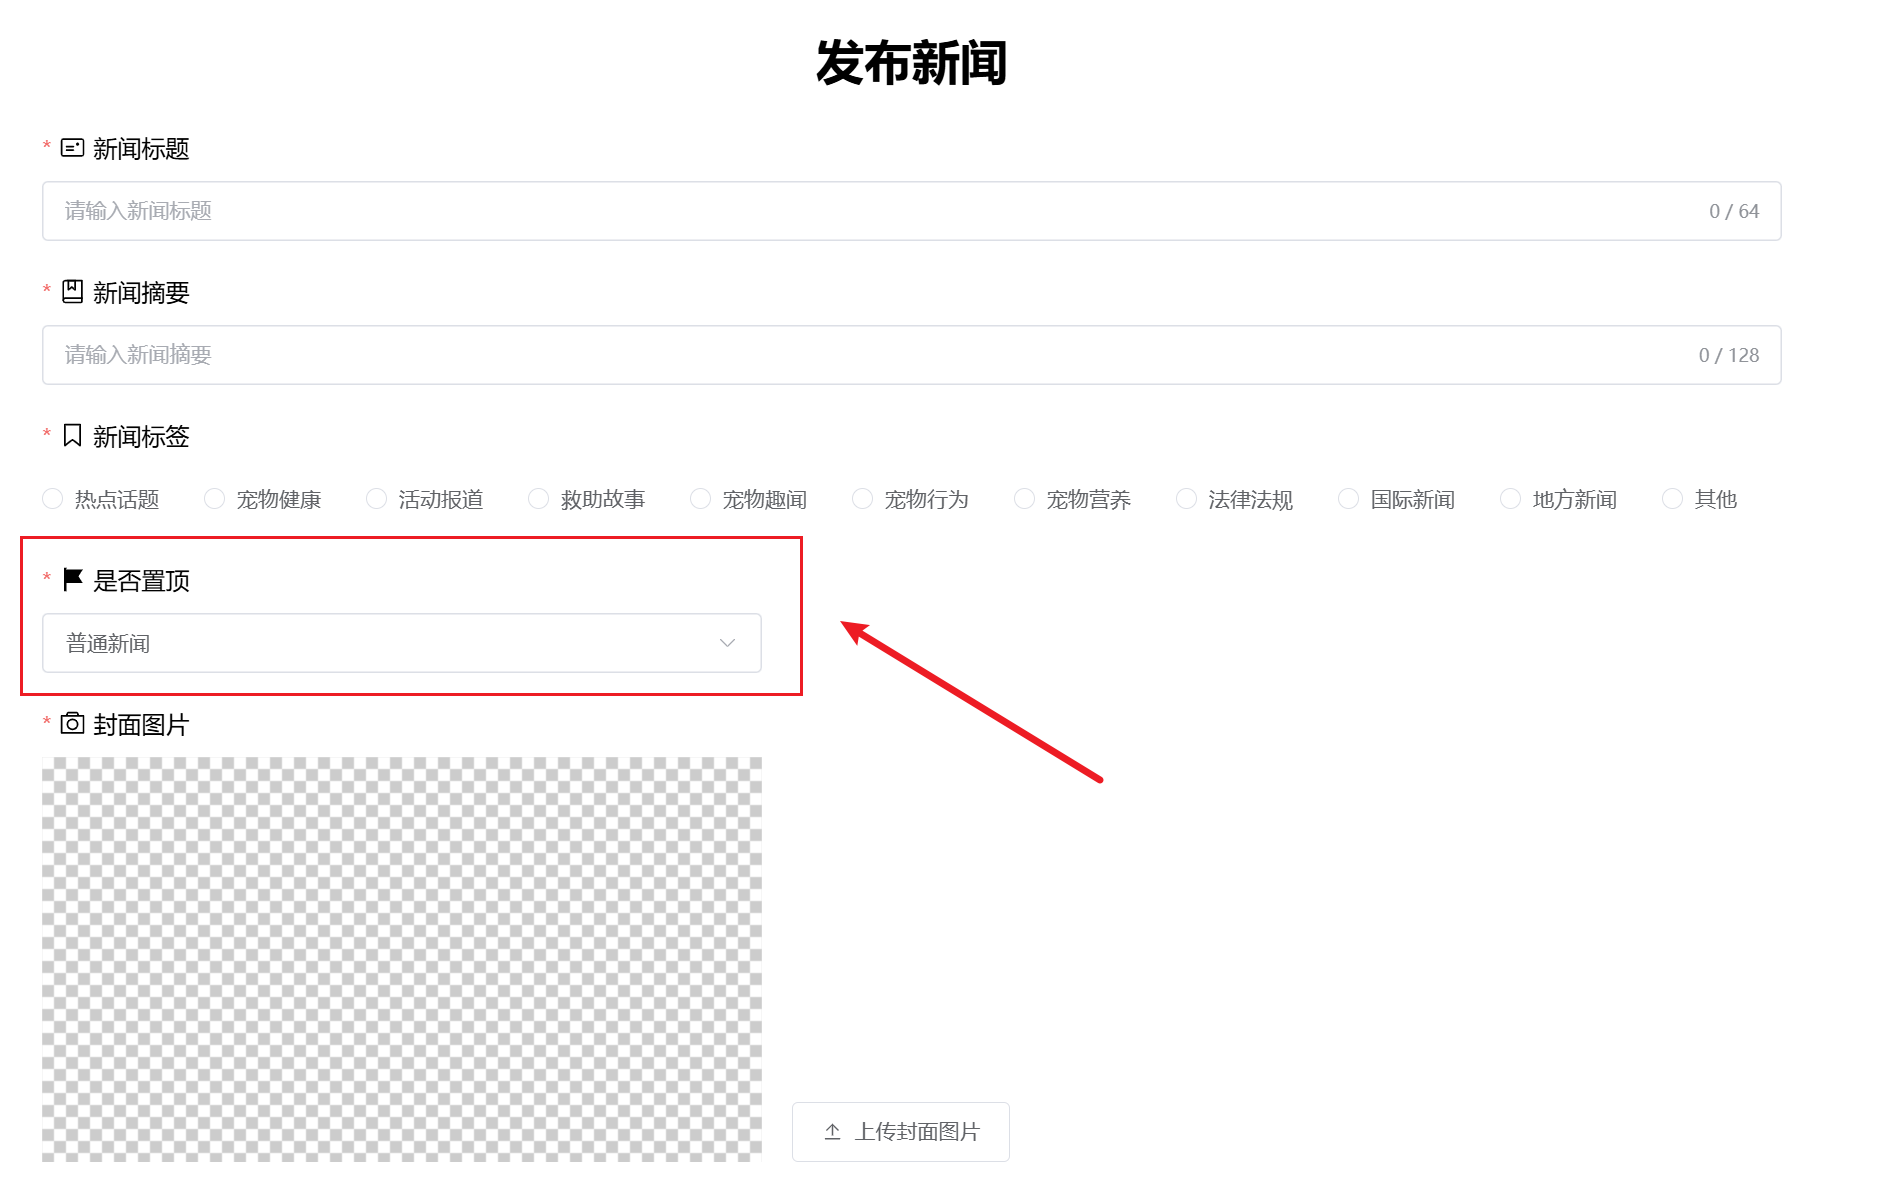 发布新闻
* 新闻标题
请输入新闻标题 0 / 64
* 新闻摘要
请输入新闻摘要 0 / 128
* 新闻标签
热点话题 宠物健康 活动报道 救助故事 宠物趣闻 宠物行为 宠物营养 法律法规 国际新闻 地方新闻 其他
* 是否置顶
普通新闻
* 封面图片
上传封面图片